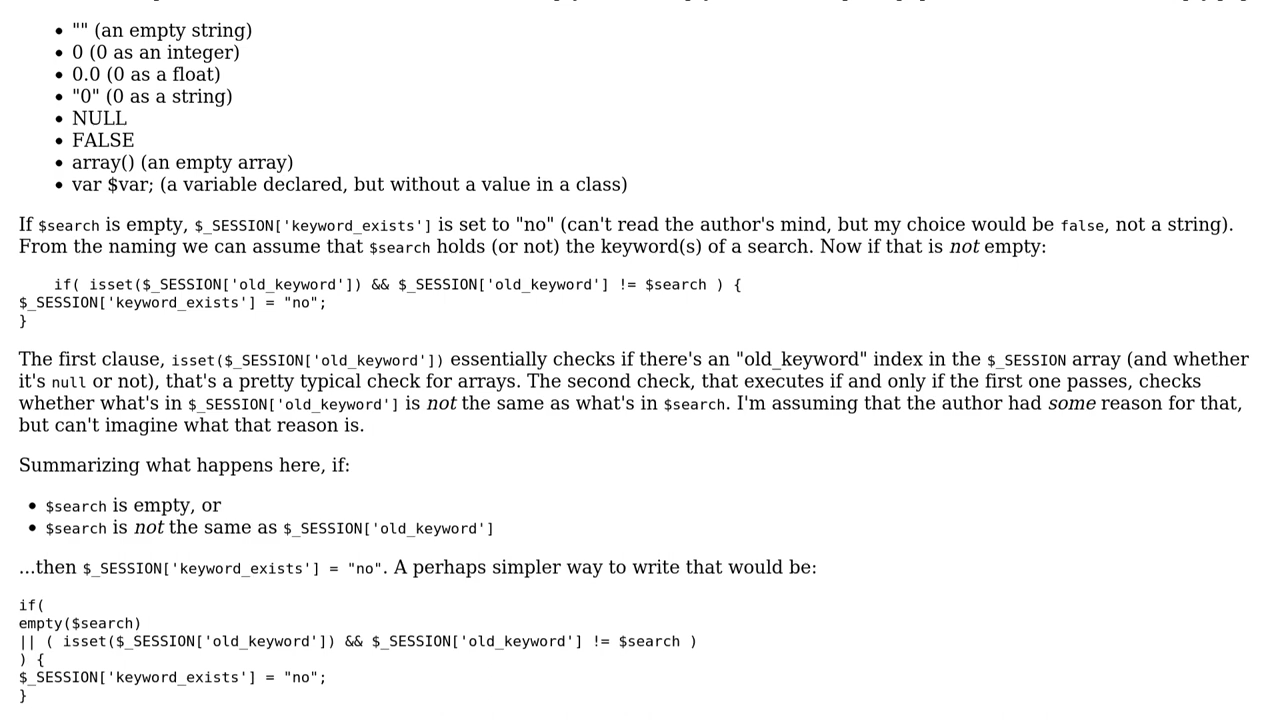 • "" (an empty string)
• 0 (0 as an integer)
• 0.0 (0 as a float)
• "0" (0 as a string)
• NULL
• FALSE
• array() (an empty array)
• var $var; (a variable declared, but without a value in a class)
If $search is empty, $_SESSION['keyword_exists'] is set to "no" (can't read the author's mind, but my choice would be false, not a string).
From the naming we can assume that $search holds (or not) the keyword(s) of a search. Now if that is not empty:
if( isset($_SESSION['old_keyword']) && $_SESSION['old_keyword'] != $search ) {
$_SESSION['keyword_exists'] = "no";
}
The first clause, isset($_SESSION['old_keyword']) essentially checks if there's an "old_keyword" index in the $_SESSION array (and whether
it's null or not), that's a pretty typical check for arrays. The second check, that executes if and only if the first one passes, checks
whether what's in $_SESSION['old_keyword'] is not the same as what's in $search. I'm assuming that the author had some reason for that,
but can't imagine what that reason is.
Summarizing what happens here, if:
• $search is empty, or
• $search is not the same as $_SESSION['old_keyword']
...then $_SESSION['keyword_exists'] = "no". A perhaps simpler way to write that would be:
if(
empty($search)
|| ( isset($_SESSION['old_keyword']) && $_SESSION['old_keyword'] != $search )
) {
$_SESSION['keyword_exists'] = "no";
}